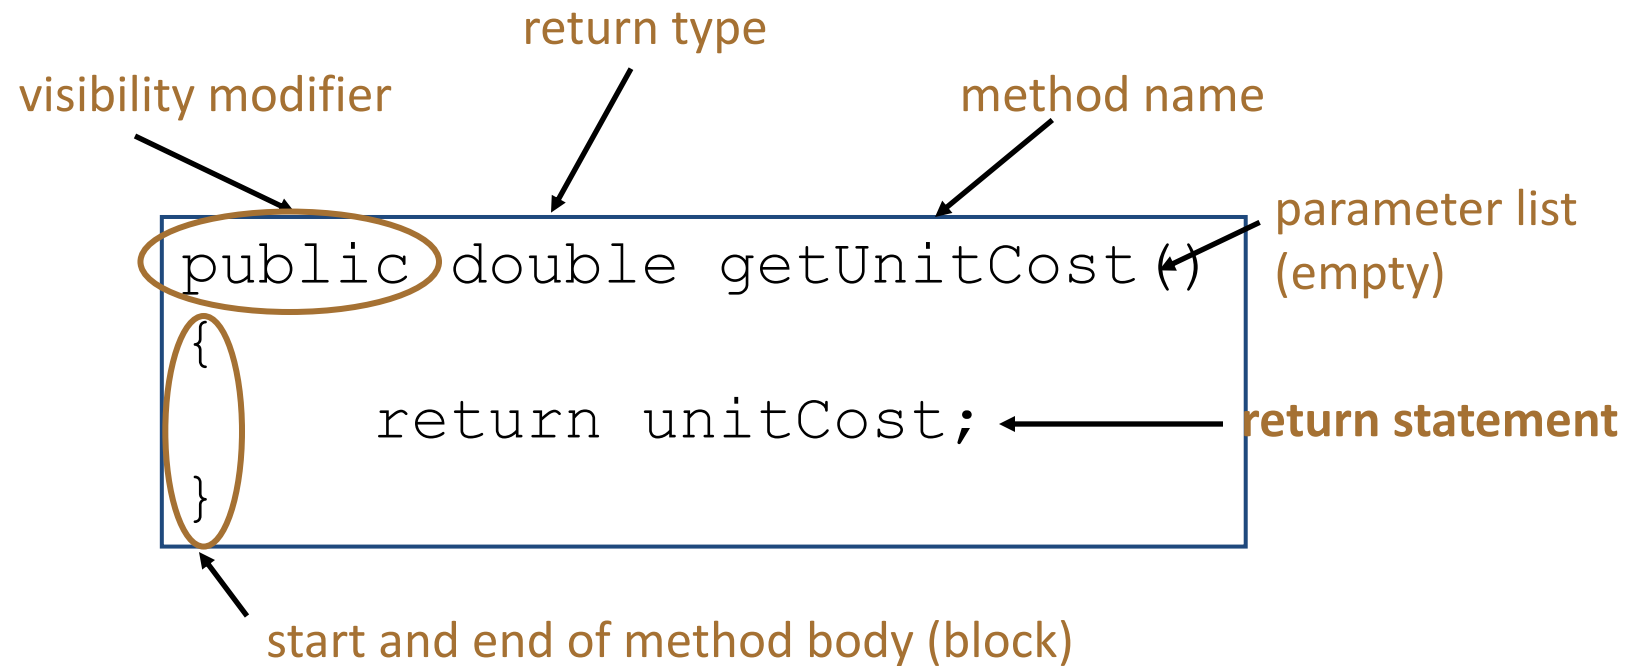 return type
visibility modifier
method name
parameter list
(empty)
public double getUnitCost()
{
return unitCost;
return statement
}
start and end of method body (block)